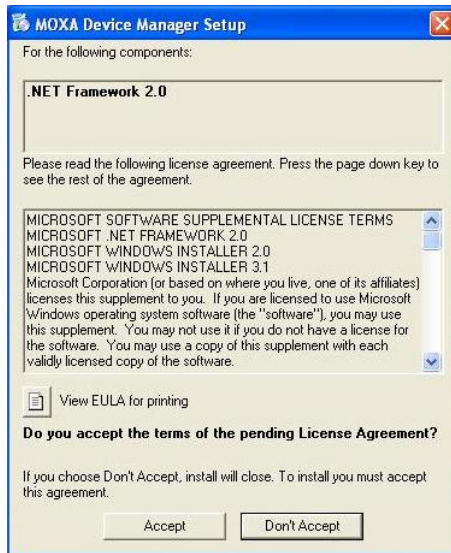 MOXA Device Manager Setup
For the following components:
.NET Framework 2.0
Please read the following license agreement. Press the page down key to
see the rest of the agreement.
MICROSOFT SOFTWARE SUPPLEMENTAL LICENSE TERMS
MICROSOFT .NET FRAMEWORK 2.0
MICROSOFT WINDOWS INSTALLER 2.0
MICROSOFT WINDOWS INSTALLER 3.1
Microsoft Corporation (or based on where you live, one of its affiliates)
licenses this supplement to you. If you are licensed to use Microsoft
Windows operating system software (the "software"), you may use
this supplement. You may not use it if you do not have a license for
the software. You may use a copy of this supplement with each
validly licensed copy of the software.
View EULA for printing
Do you accept the terms of the pending License Agreement?
If you choose Don't Accept, install will close. To install you must accept
this agreement.
Accept
Don't Accept